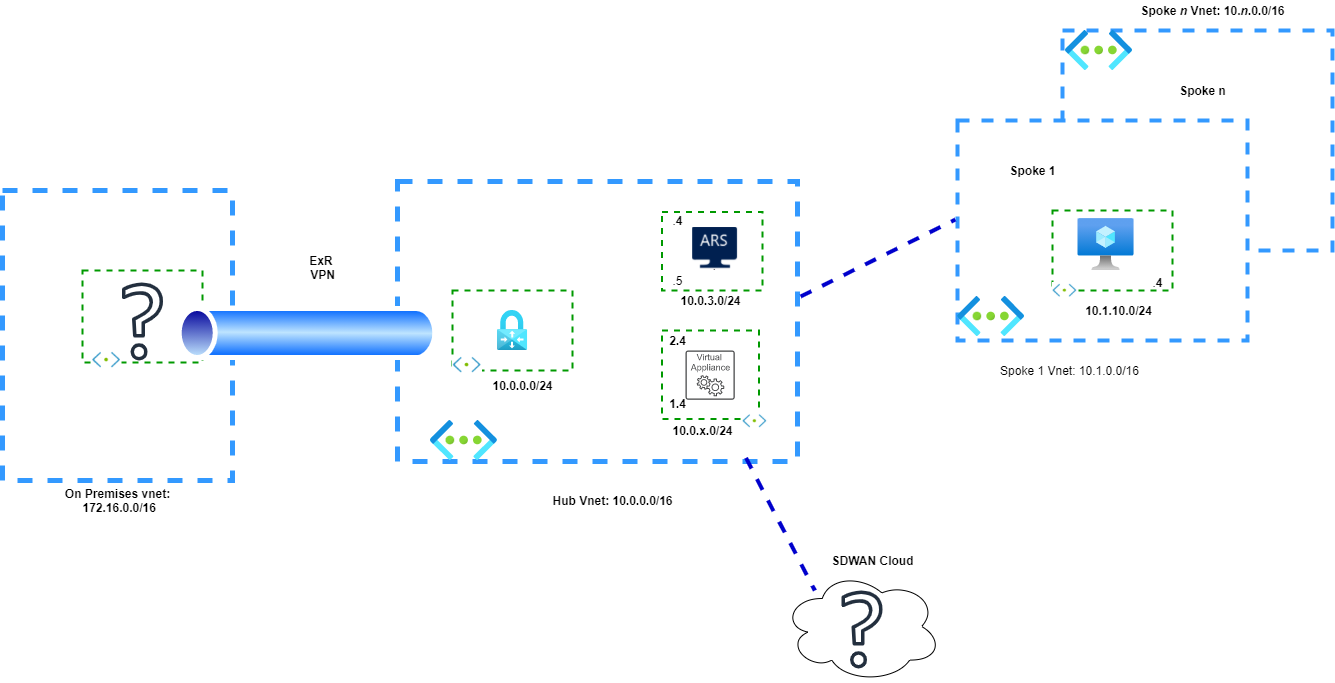 Spoke n Vnet: 10.n.0.0/16
Spoke n
Spoke 1
.4
10.1.10.0/24
Spoke 1 Vnet: 10.1.0.0/16
ExR
VPN
.4
ARS
.5
10.0.3.0/24
2.4
Virtual
Appliance
1.4
10.0.x.0/24
10.0.0.0/24
Hub Vnet: 10.0.0.0/16
On Premises vnet:
172.16.0.0/16
?
SDWAN Cloud
?